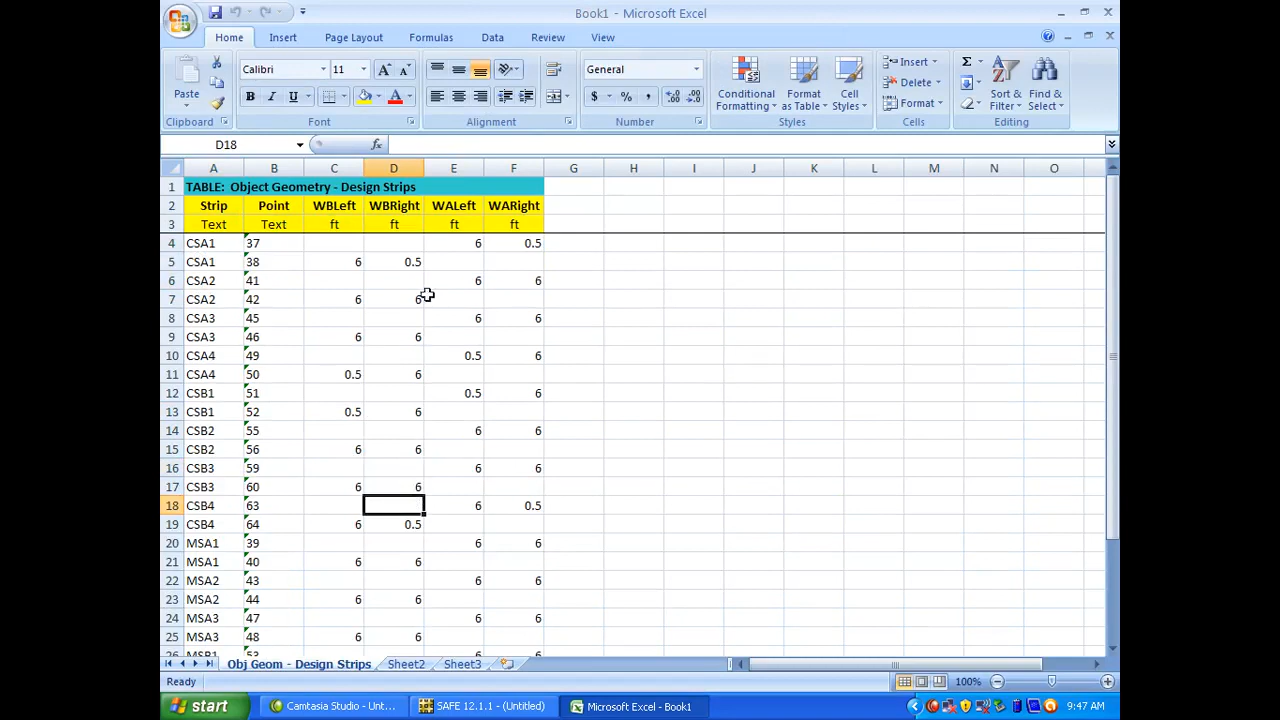 Book1 - Microsoft Excel
Home Insert Page Layout Formulas Data Review View
Paste
Calibri 11
B I U
General
$ % ,
Conditional Formatting
Format as Table
Cell Styles
Insert
Delete
Format
Sort & Filter
Find & Select
Clipboard Font Alignment Number Styles Cells Editing
D18 fx
A B C D E F G H I J K L M N O
1 TABLE: Object Geometry - Design Strips
2 Strip Point WBLeft WBRight WALeft WARight
3 Text Text ft ft ft ft
4 CSA1 37 6 0.5
5 CSA1 38 6 0.5
6 CSA2 41 6 6
7 CSA2 42 6 6
8 CSA3 45 6 6
9 CSA3 46 6 6
10 CSA4 49 0.5 6
11 CSA4 50 0.5 6
12 CSB1 51 0.5 6
13 CSB1 52 0.5 6
14 CSB2 55 6 6
15 CSB2 56 6 6
16 CSB3 59 6 6
17 CSB3 60 6 6
18 CSB4 63 6 0.5
19 CSB4 64 6 0.5
20 MSA1 39 6 6
21 MSA1 40 6 6
22 MSA2 43 6 6
23 MSA2 44 6 6
24 MSA3 47 6 6
25 MSA3 48 6 6
26 MSB1 53 6 6
Obj Geom - Design Strips Sheet2 Sheet3
Ready 100%
start Camtasia Studio - Unt... SAFE 12.1.1 - (Untitled) Microsoft Excel - Book1 9:47 AM